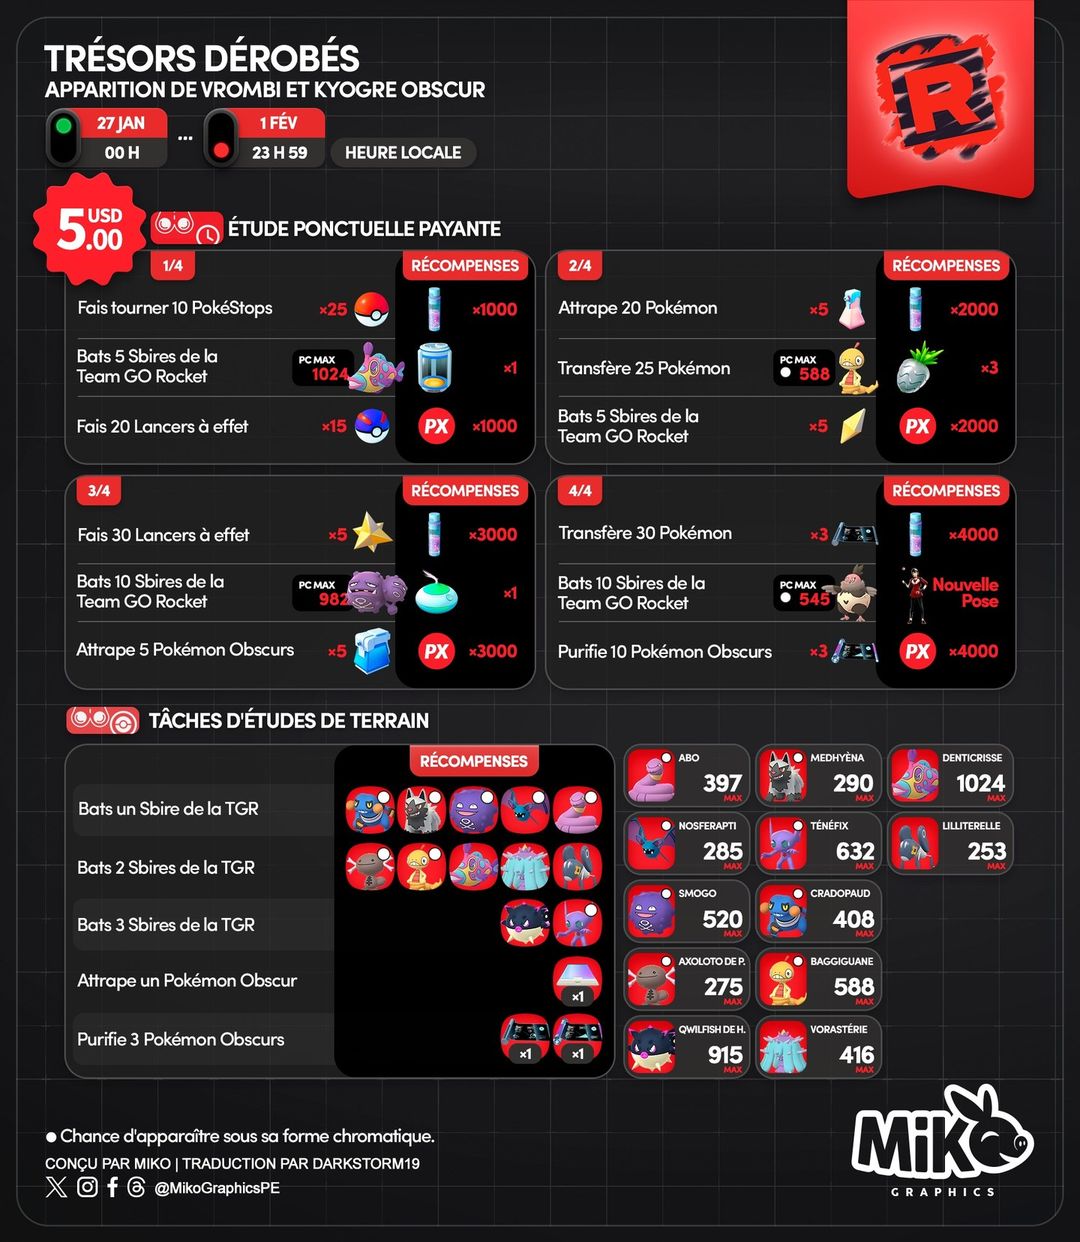 TRÉSORS DÉROBÉS
APPARITION DE VROMBI ET KYOGRE OBSCUR
27 JAN
00 H
...
1 FÉV
23 H 59
HEURE LOCALE
R
5 USD
.00
ÉTUDE PONCTUELLE PAYANTE
1/4
RÉCOMPENSES
Fais tourner 10 PokéStops ×25 ×1000
Bats 5 Sbires de la
Team GO Rocket
PC MAX
1024
×1
Fais 20 Lancers à effet ×15 PX ×1000
2/4
RÉCOMPENSES
Attrape 20 Pokémon ×5 ×2000
Transfère 25 Pokémon
PC MAX
588
×3
Bats 5 Sbires de la
Team GO Rocket
×5 PX ×2000
3/4
RÉCOMPENSES
Fais 30 Lancers à effet ×5 ×3000
Bats 10 Sbires de la
Team GO Rocket
PC MAX
982
×1
Attrape 5 Pokémon Obscurs ×5 PX ×3000
4/4
RÉCOMPENSES
Transfère 30 Pokémon ×3 ×4000
Bats 10 Sbires de la
Team GO Rocket
PC MAX
545
Nouvelle
Pose
Purifie 10 Pokémon Obscurs ×3 PX ×4000
TÂCHES D'ÉTUDES DE TERRAIN
RÉCOMPENSES
Bats un Sbire de la TGR
Bats 2 Sbires de la TGR
Bats 3 Sbires de la TGR
Attrape un Pokémon Obscur
×1
Purifie 3 Pokémon Obscurs
×1 ×1
ABO
397
MAX
MEDHYÈNA
290
MAX
DENTICRISSE
1024
MAX
NOSFERAPTI
285
MAX
TÉNÉFIX
632
MAX
LILLITERELLE
253
MAX
SMOGO
520
MAX
CRADOPAUD
408
MAX
AXOLOTO DE P.
275
MAX
BAGGIGUANE
588
MAX
QWILFISH DE H.
915
MAX
VORASTÉRIE
416
MAX
Chance d'apparaître sous sa forme chromatique.
CONÇU PAR MIKO | TRADUCTION PAR DARKSTORM19
@MikoGraphicsPE
MiKO
GRAPHICS